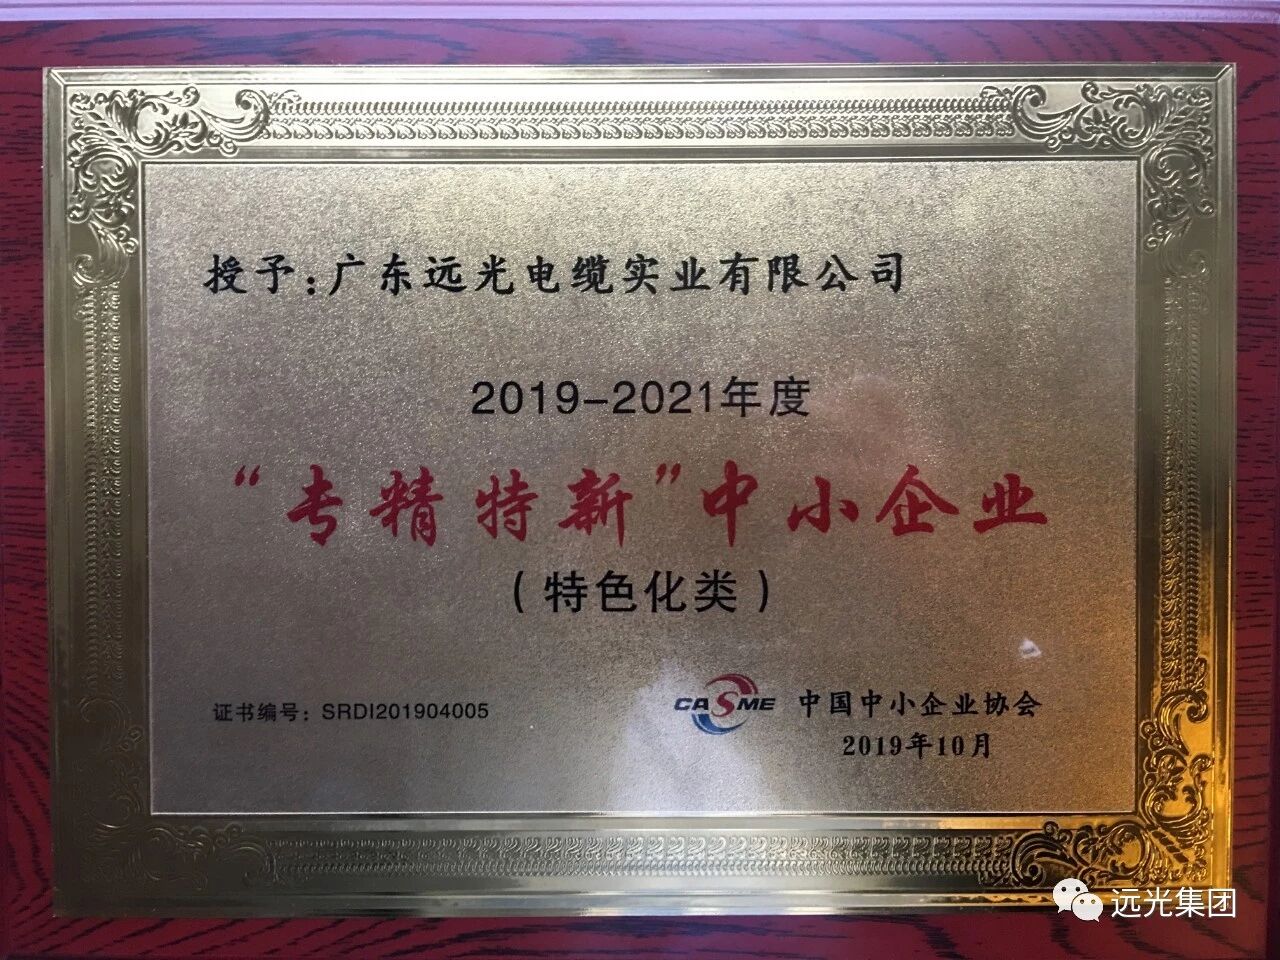 授予:广东远光电缆实业有限公司
2019-2021年度
“专精特新”中小企业
(特色化类)
证书编号: SRDI201904005
CASME 中国中小企业协会
2019年10月
远光集团